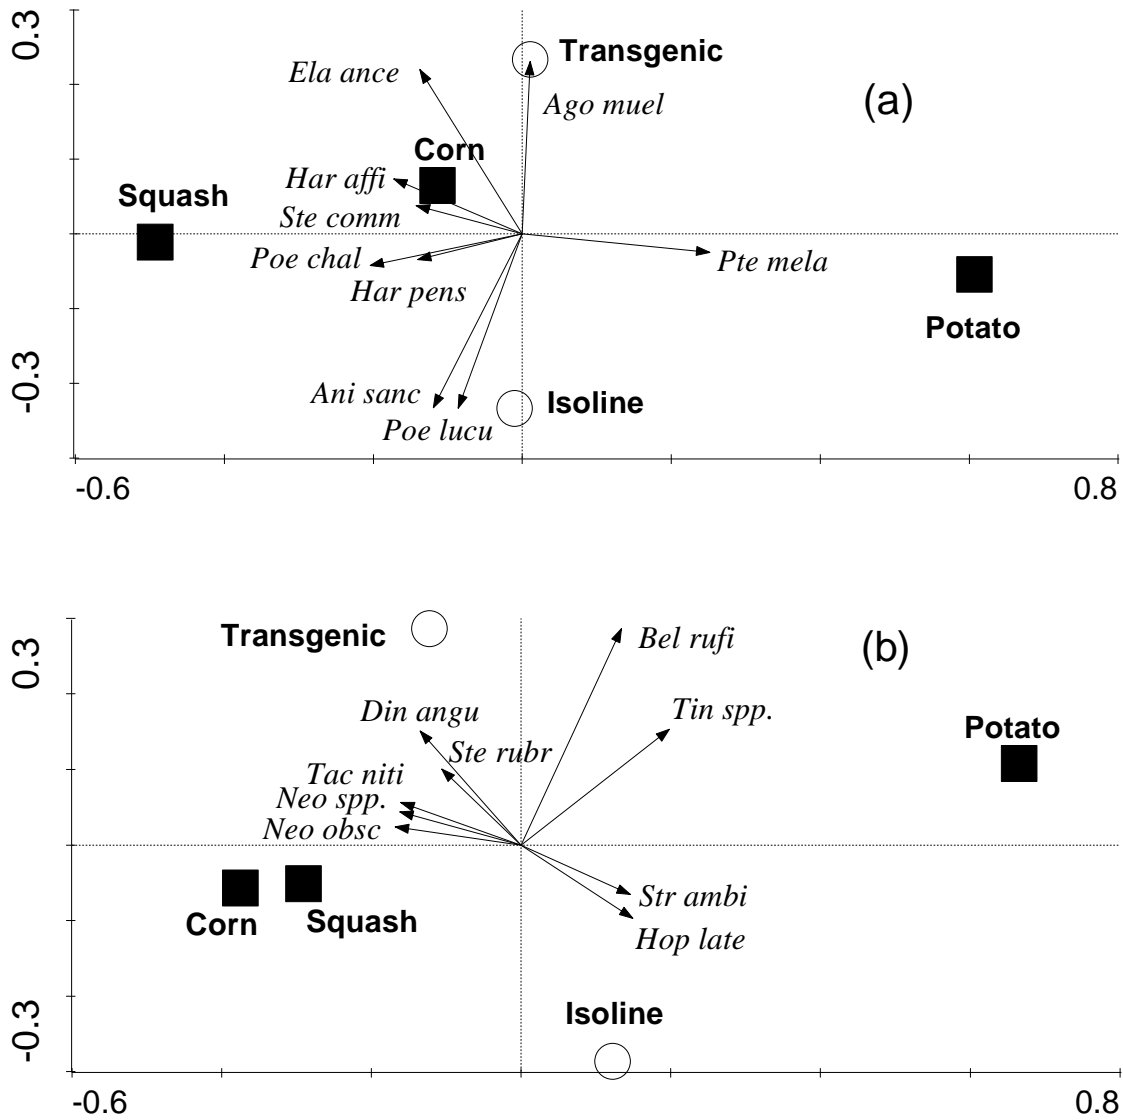 0.3
Transgenic
Ela ance
(a)
Ago muel
Corn
Har affi
Squash
Ste comm
Poe chal
Pte mela
Har pens
Potato
-0.3
Ani sanc
Isoline
Poe lucu
-0.6
0.8
0.3
Transgenic
Bel rufi
(b)
Din angu
Tin spp.
Potato
Ste rubr
Tac niti
Neo spp.
Neo obsc
Str ambi
Corn
Squash
Hop late
Isoline
-0.3
-0.6
0.8